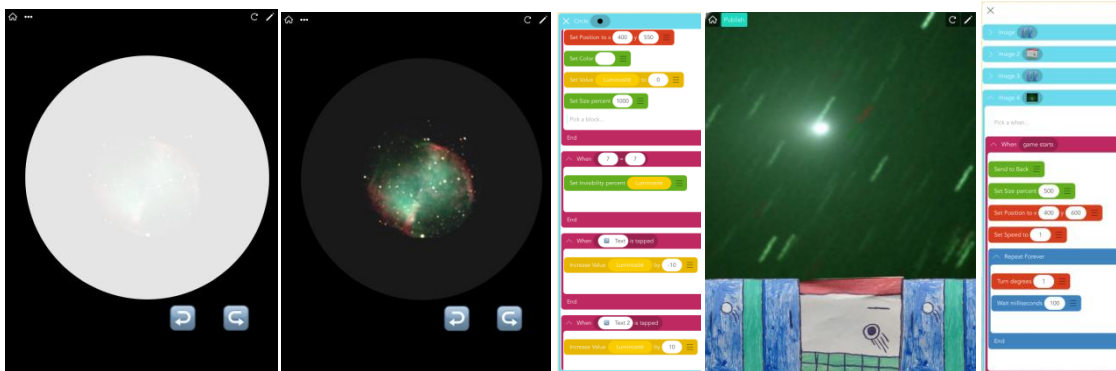 Circle
Set Position to x 400 y 550
Set Color
Set Value Luminosité to 0
Set Size percent 1000
Pick a block...
End
When 7 = 7
Set Invisibility percent Luminosité
End
When Text is tapped
Increase Value Luminosité by -10
End
When Text 2 is tapped
Increase Value Luminosité by 10
Publish
Image
Image 2
Image 3
Image 4
Pick a when...
When game starts
Send to Back
Set Size percent 500
Set Position to x 400 y 600
Set Speed to 1
Repeat Forever
Turn degrees 1
Wait milliseconds 100
End